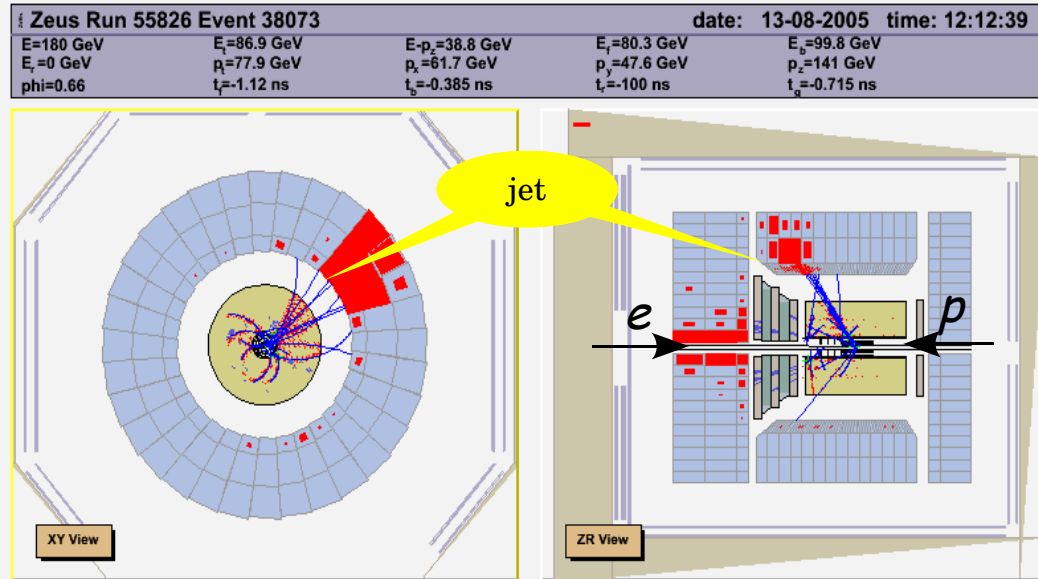 Zeus Run 55826 Event 38073 date: 13-08-2005 time: 12:12:39
E=180 GeV Et=86.9 GeV E-pz=38.8 GeV Ef=80.3 GeV Eb=99.8 GeV
Er=0 GeV pt=77.9 GeV px=61.7 GeV py=47.6 GeV pz=141 GeV
phi=0.66 tf=-1.12 ns tb=-0.385 ns tr=-100 ns tg=-0.715 ns
jet
e
p
XY View
ZR View